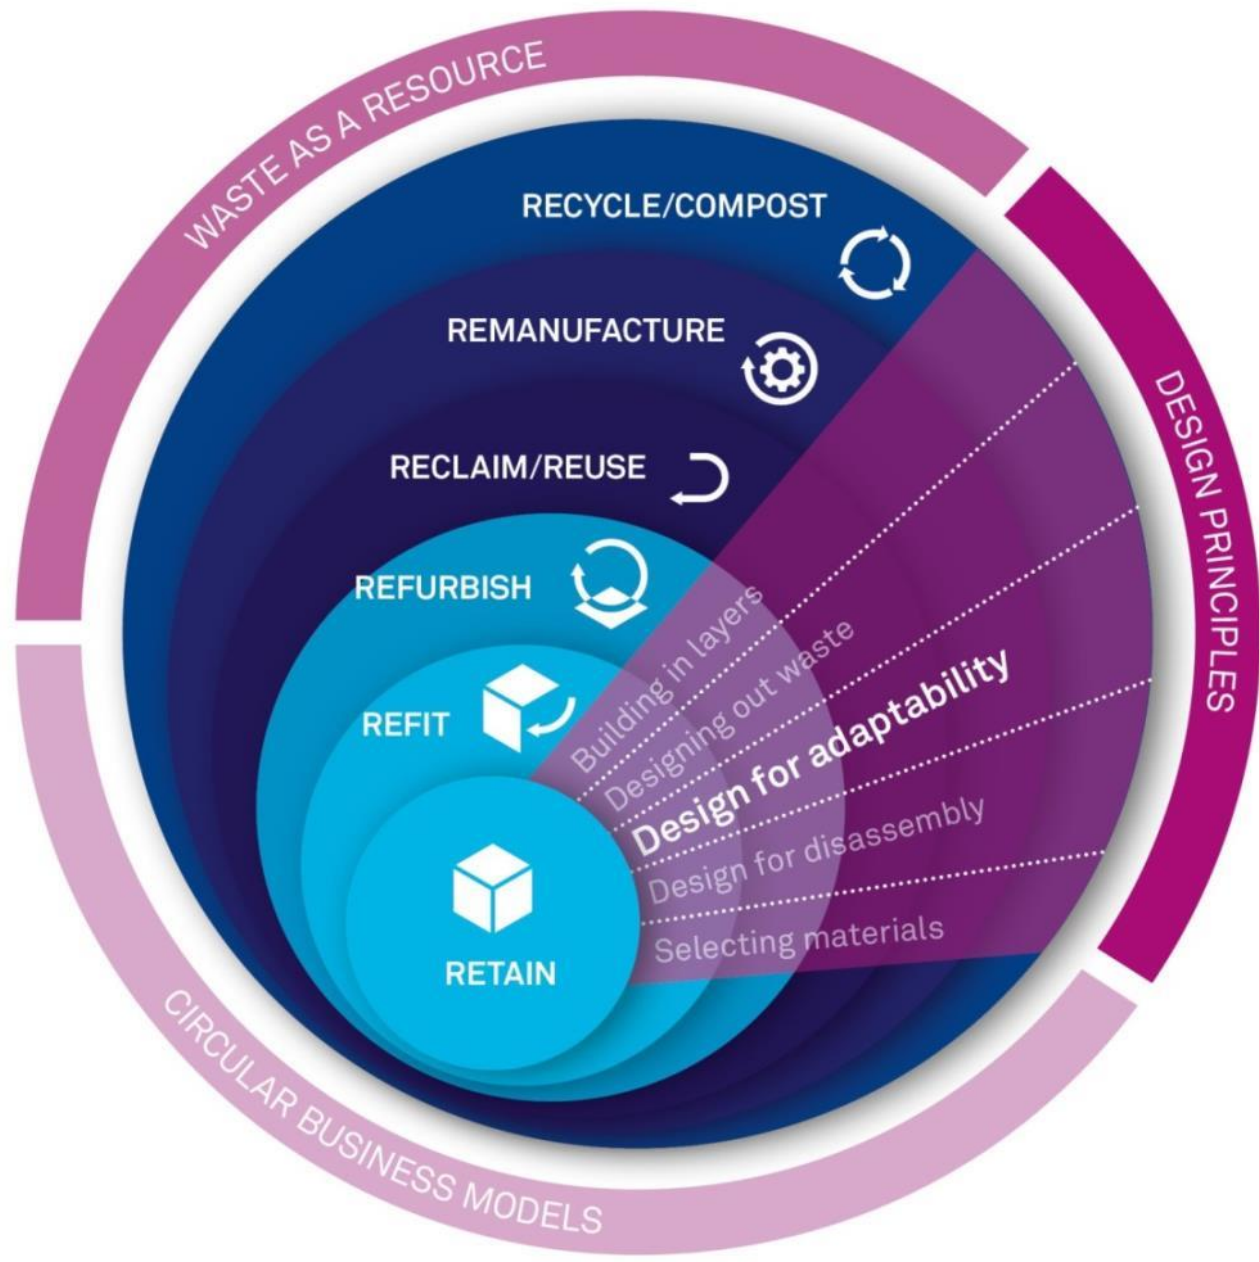 WASTE AS A RESOURCE
RECYCLE/COMPOST
REMANUFACTURE
RECLAIM/REUSE
REFURBISH
REFIT
RETAIN
Building in layers
Designing out waste
Design for adaptability
Design for disassembly
Selecting materials
DESIGN PRINCIPLES
CIRCULAR BUSINESS MODELS